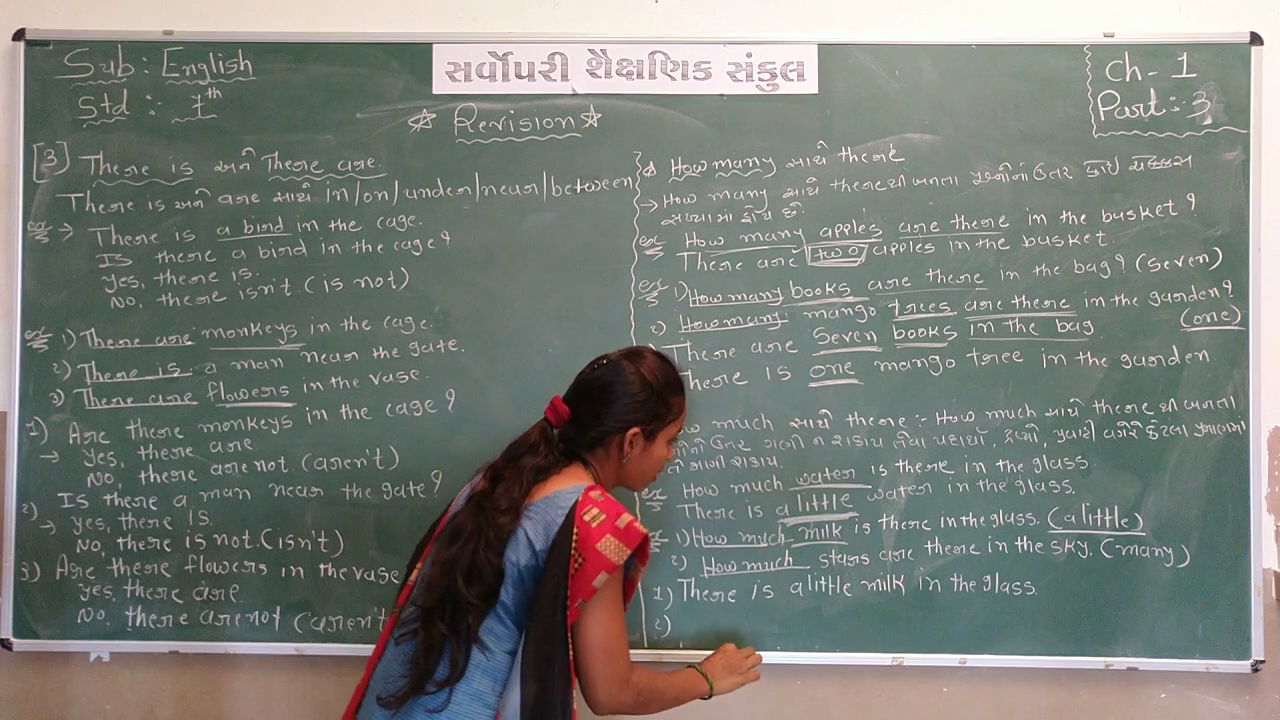 Sub : English
Std :- 7th
સર્વોપરી શૈક્ષણિક સંકુલ
Ch - 1
Part :- 3
☆ Revision ☆
[3] There is અને There are.
There is અને are સાથે in/on/under/near/between
ex → There is a bird in the cage.
Is there a bird in the cage?
Yes, there is.
No, there isn't. (is not)
ex 1) There are monkeys in the cage.
2) There is a man near the gate.
3) There are flowers in the vase.
1) Are there monkeys in the cage?
→ Yes, there are
No, there are not (aren't)
2) Is there a man near the gate?
→ Yes, there is.
No, there is not. (isn't)
3) Are there flowers in the vase
Yes, there are.
No, there are not (aren't
☆ How many સાથે there
→ How many સાથે there થી બનતા પ્રશ્નોનાં ઉત્તર કોઈ
સંખ્યામાં હોય છે.
ex How many apples are there in the basket?
There are two apples in the basket.
ex 1) How many books are there in the bag? (Seven)
2) How many mango trees are there in the garden? (one)
There are Seven books in the bag
There is one mango tree in the garden
much સાથે there :- How much સાથે there થી બનતા
ઉત્તર ગણી ન શકાય તેવા પદાર્થો, દ્રવ્યો, વગેરે કેટલા
ગણી શકાય.
ex How much water is there in the glass.
There is a little water in the glass.
ex 1) How much milk is there in the glass. (a little)
2) How much stars are there in the sky. (many)
1) There is a little milk in the glass.
2)